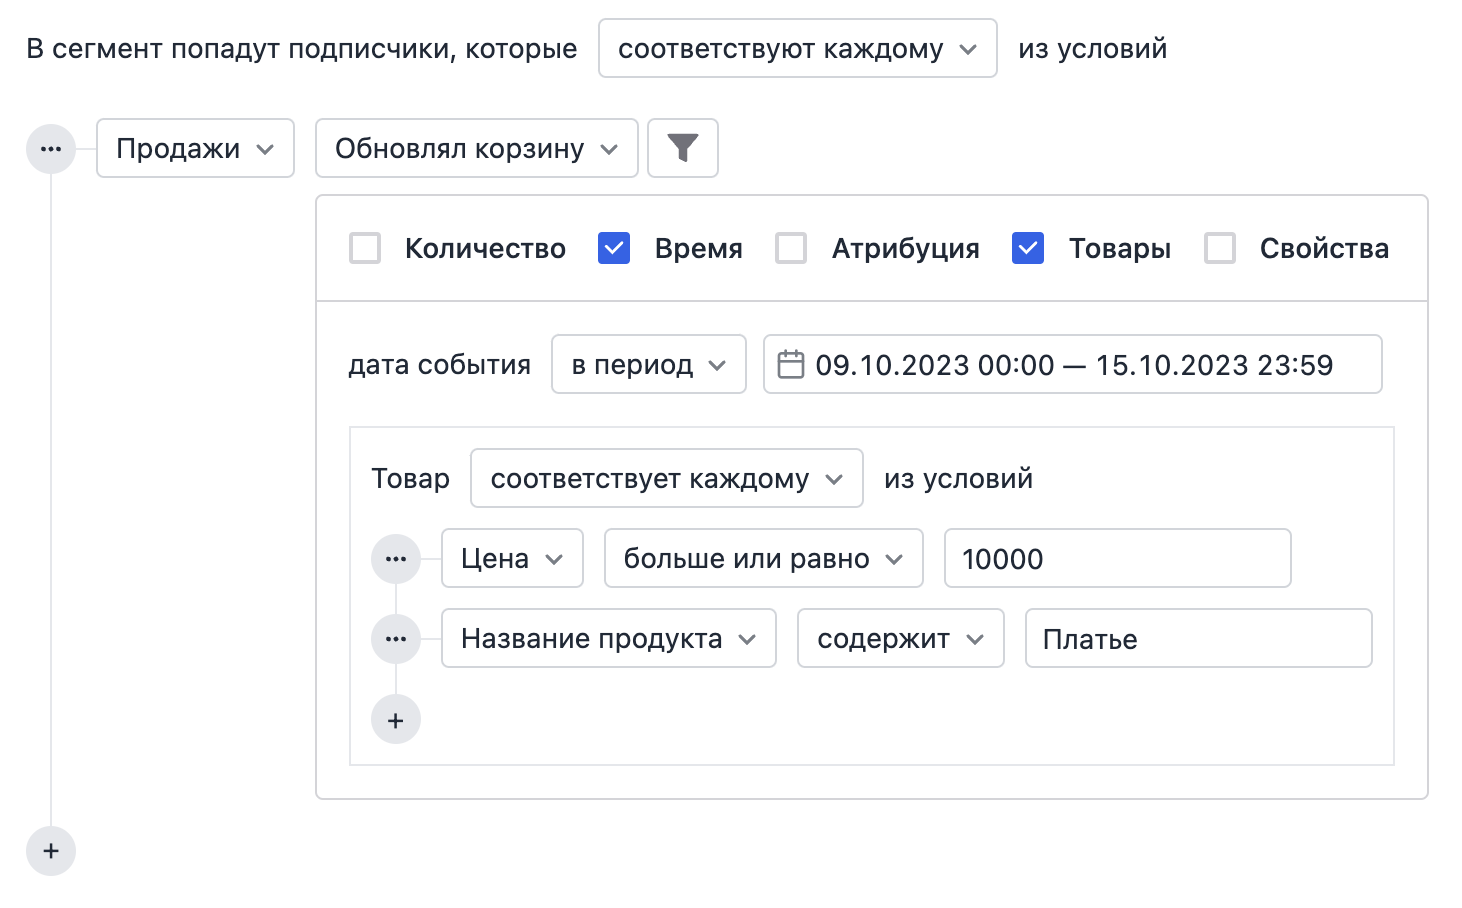 В сегмент попадут подписчики, которые соответствуют каждому из условий
Продажи Обновлял корзину
Количество Время Атрибуция Товары Свойства
дата события в период 09.10.2023 00:00 — 15.10.2023 23:59
Товар соответствует каждому из условий
Цена больше или равно 10000
Название продукта содержит Платье